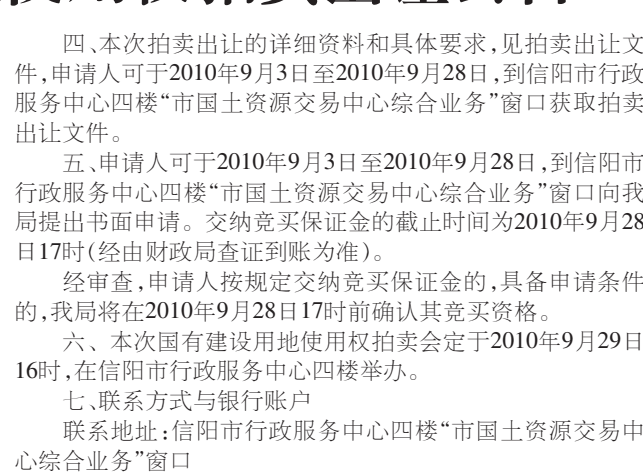 四、本次拍卖出让的详细资料和具体要求,见拍卖出让文
件,申请人可于2010年9月3日至2010年9月28日,到信阳市行政
服务中心四楼“市国土资源交易中心综合业务”窗口获取拍卖
出让文件。
五、申请人可于2010年9月3日至2010年9月28日,到信阳市
行政服务中心四楼“市国土资源交易中心综合业务”窗口向我
局提出书面申请。交纳竞买保证金的截止时间为2010年9月28
日17时(经由财政局查证到账为准)。
经审查,申请人按规定交纳竞买保证金的,具备申请条件
的,我局将在2010年9月28日17时前确认其竞买资格。
六、本次国有建设用地使用权拍卖会定于2010年9月29日
16时,在信阳市行政服务中心四楼举办。
七、联系方式与银行账户
联系地址:信阳市行政服务中心四楼“市国土资源交易中
心综合业务”窗口